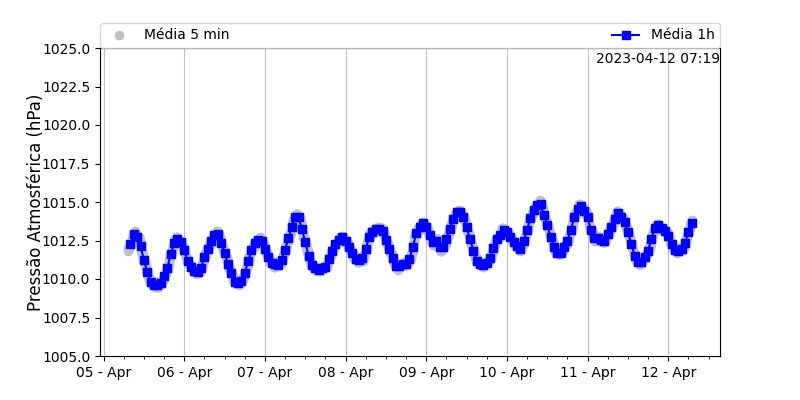 Média 5 min
Média 1h
2023-04-12 07:19
Pressão Atmosférica (hPa)
1025.0
1022.5
1020.0
1017.5
1015.0
1012.5
1010.0
1007.5
1005.0
05 - Apr
06 - Apr
07 - Apr
08 - Apr
09 - Apr
10 - Apr
11 - Apr
12 - Apr